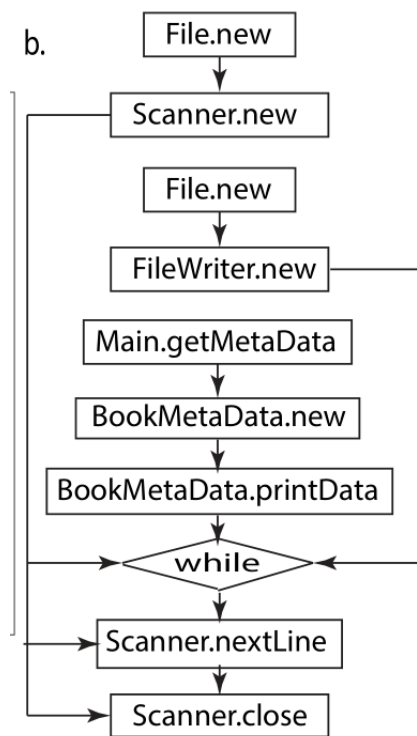 b.
File.new
Scanner.new
File.new
FileWriter.new
Main.getMetaData
BookMetaData.new
BookMetaData.printData
while
Scanner.nextLine
Scanner.close